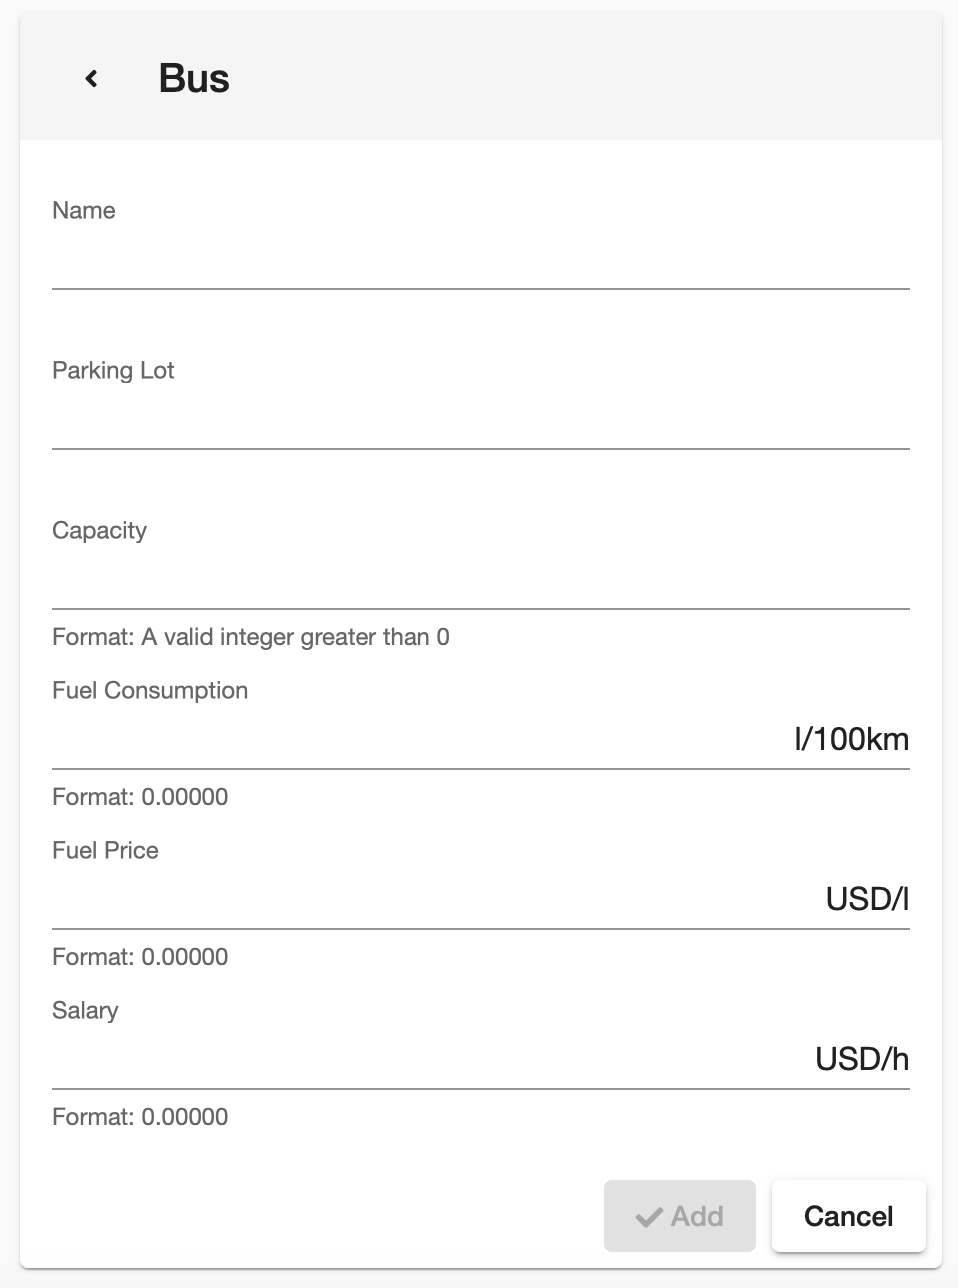 Bus
Name
Parking Lot
Capacity
Format: A valid integer greater than 0
Fuel Consumption
l/100km
Format: 0.00000
Fuel Price
USD/l
Format: 0.00000
Salary
USD/h
Format: 0.00000
Add Cancel